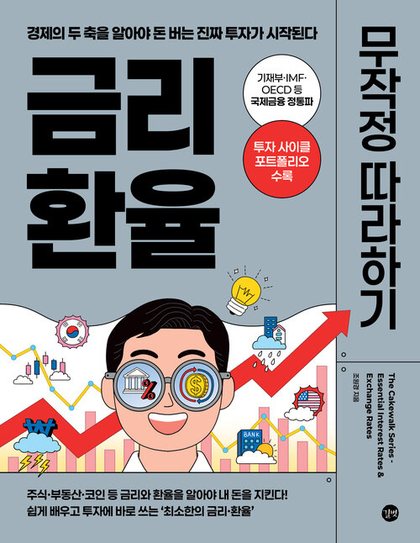 경제의 두 축을 알아야 돈 버는 진짜 투자가 시작된다
금리
환율
기재부·IMF·
OECD 등
국제금융 정통파
투자 사이클
포트폴리오
수록
무작정 따라하기
The Cakewalk Series -
Essential Interest Rates &
Exchange Rates
조원경 지음
%
$
₩
BANK
주식·부동산·코인 등 금리와 환율을 알아야 내 돈을 지킨다!
쉽게 배우고 투자에 바로 쓰는 ‘최소한의 금리·환율’
길벗